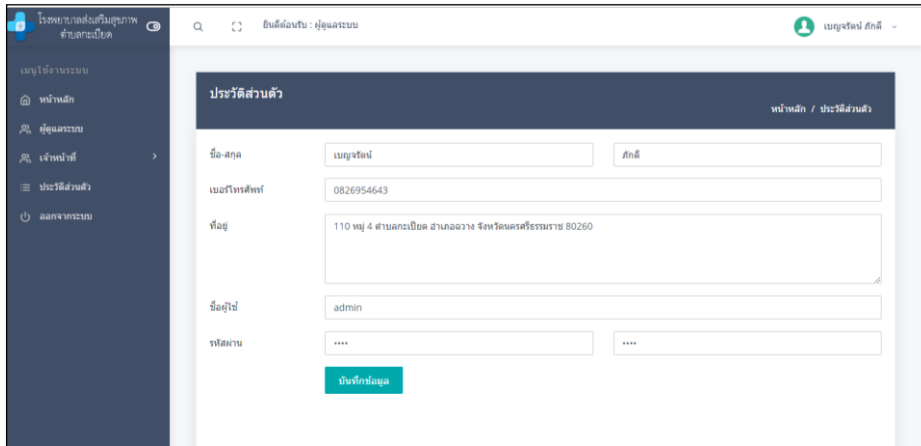 โรงพยาบาลส่งเสริมสุขภาพ
ตำบลกะเปียด
ยินดีต้อนรับ : ผู้ดูแลระบบ
เบญจรัตน์ ภักดี
เมนูใช้งานระบบ
หน้าหลัก
ผู้ดูแลระบบ
เจ้าหน้าที่
ประวัติส่วนตัว
ออกจากระบบ
ประวัติส่วนตัว
หน้าหลัก / ประวัติส่วนตัว
ชื่อ-สกุล เบญจรัตน์ ภักดี
เบอร์โทรศัพท์ 0826954643
ที่อยู่ 110 หมู่ 4 ตำบลกะเปียด อำเภอฉวาง จังหวัดนครศรีธรรมราช 80260
ชื่อผู้ใช้ admin
รหัสผ่าน •••• ••••
บันทึกข้อมูล